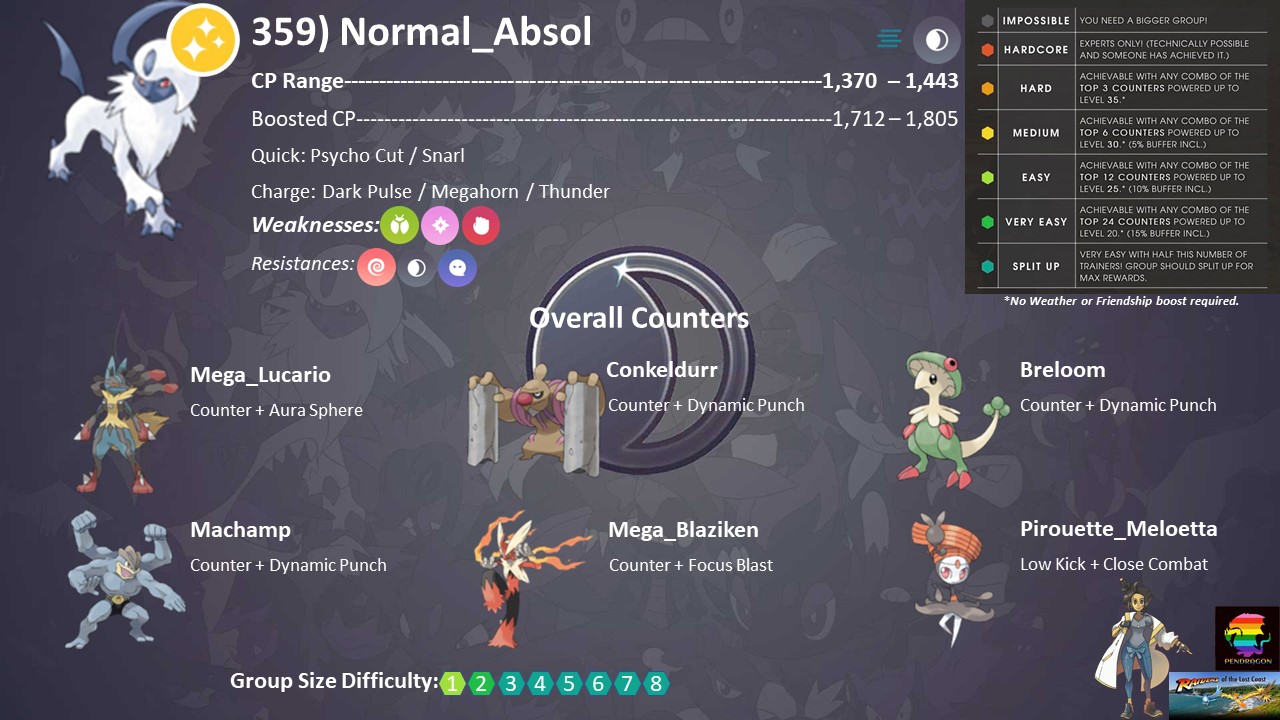 359) Normal_Absol
CP Range----------------------------------------------------------------------1,370 – 1,443
Boosted CP----------------------------------------------------------------------1,712 – 1,805
Quick: Psycho Cut / Snarl
Charge: Dark Pulse / Megahorn / Thunder
Weaknesses:
Resistances:
IMPOSSIBLE YOU NEED A BIGGER GROUP!
HARDCORE EXPERTS ONLY! (TECHNICALLY POSSIBLE
AND SOMEONE HAS ACHIEVED IT.)
HARD ACHIEVABLE WITH ANY COMBO OF THE
TOP 3 COUNTERS POWERED UP TO
LEVEL 35.*
MEDIUM ACHIEVABLE WITH ANY COMBO OF THE
TOP 6 COUNTERS POWERED UP TO
LEVEL 30.* (5% BUFFER INCL.)
EASY ACHIEVABLE WITH ANY COMBO OF THE
TOP 12 COUNTERS POWERED UP TO
LEVEL 25.* (10% BUFFER INCL.)
VERY EASY ACHIEVABLE WITH ANY COMBO OF THE
TOP 24 COUNTERS POWERED UP TO
LEVEL 20.* (15% BUFFER INCL.)
SPLIT UP VERY EASY WITH HALF THIS NUMBER OF
TRAINERS! GROUP SHOULD SPLIT UP FOR
MAX REWARDS.
*No Weather or Friendship boost required.
Overall Counters
Mega_Lucario
Counter + Aura Sphere
Conkeldurr
Counter + Dynamic Punch
Breloom
Counter + Dynamic Punch
Machamp
Counter + Dynamic Punch
Mega_Blaziken
Counter + Focus Blast
Pirouette_Meloetta
Low Kick + Close Combat
Group Size Difficulty: 1 2 3 4 5 6 7 8
PENDRAGON
RAIDERS of the Lost Coast